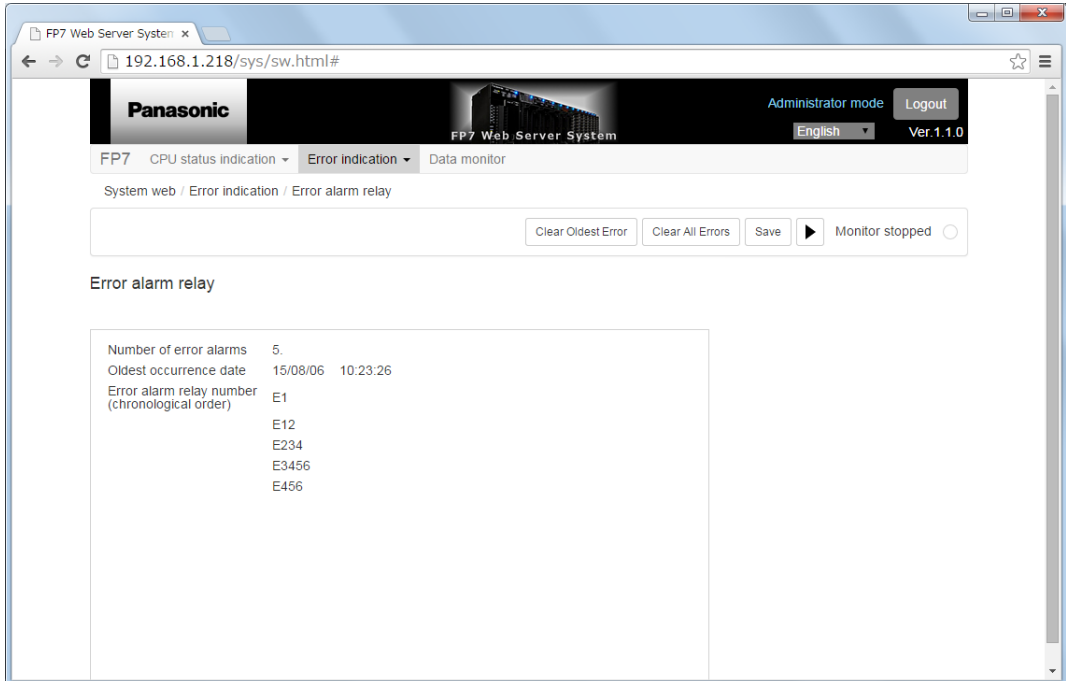 FP7 Web Server System
192.168.1.218/sys/sw.html#
Panasonic
FP7 Web Server System
Administrator mode Logout
English Ver.1.1.0
FP7 CPU status indication Error indication Data monitor
System web / Error indication / Error alarm relay
Clear Oldest Error Clear All Errors Save Monitor stopped
Error alarm relay
Number of error alarms 5.
Oldest occurrence date 15/08/06 10:23:26
Error alarm relay number
(chronological order) E1
E12
E234
E3456
E456